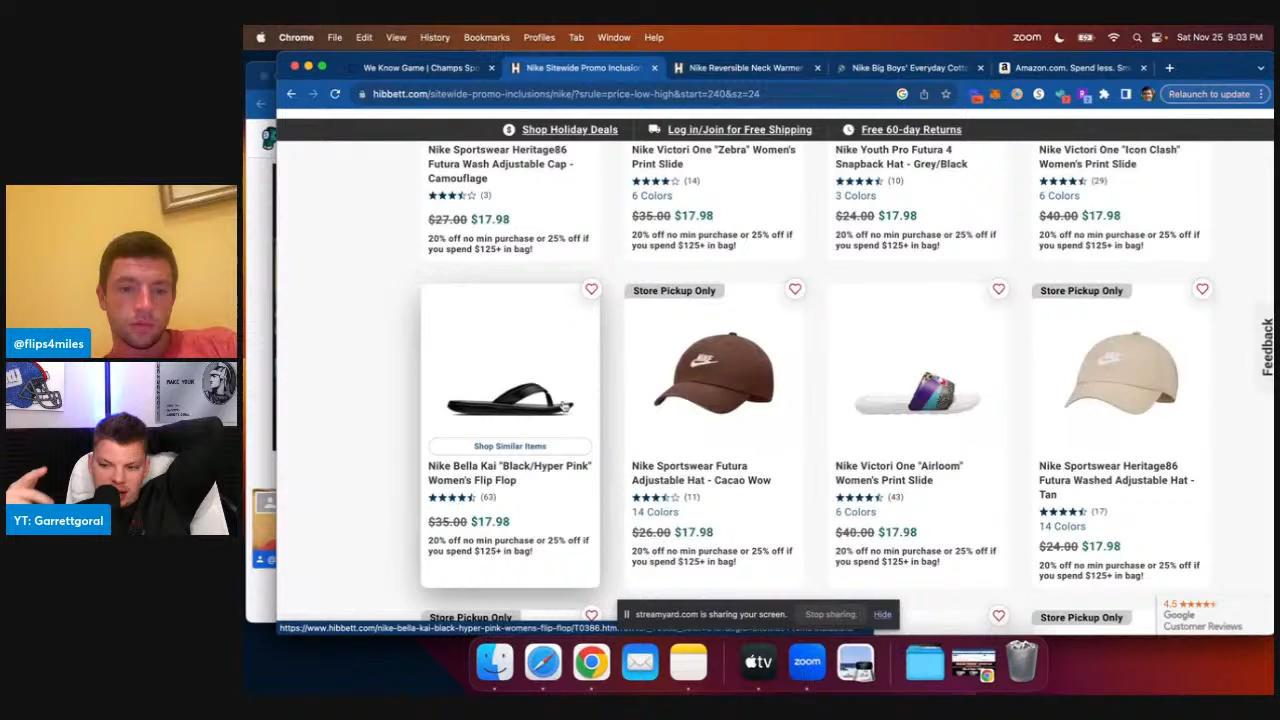 Chrome File Edit View History Bookmarks Profiles Tab Window Help
zoom Sat Nov 25 9:03 PM
We Know Game | Champs Spo
Nike Sitewide Promo Inclusion
Nike Reversible Neck Warmer
Nike Big Boys' Everyday Cott
Amazon.com. Spend less. Sm
hibbett.com/sitewide-promo-inclusions/nike/?srule=price-low-high&start=240&sz=24
Relaunch to update
Shop Holiday Deals
Log in/Join for Free Shipping
Free 60-day Returns
Nike Sportswear Heritage86
Futura Wash Adjustable Cap -
Camouflage
(3)
$27.00 $17.98
20% off no min purchase or 25% off if
you spend $125+ in bag!
Nike Victori One "Zebra" Women's
Print Slide
(14)
6 Colors
$35.00 $17.98
20% off no min purchase or 25% off if
you spend $125+ in bag!
Nike Youth Pro Futura 4
Snapback Hat - Grey/Black
(10)
3 Colors
$24.00 $17.98
20% off no min purchase or 25% off if
you spend $125+ in bag!
Nike Victori One "Icon Clash"
Women's Print Slide
(29)
6 Colors
$40.00 $17.98
20% off no min purchase or 25% off if
you spend $125+ in bag!
Shop Similar Items
Nike Bella Kai "Black/Hyper Pink"
Women's Flip Flop
(63)
$35.00 $17.98
20% off no min purchase or 25% off if
you spend $125+ in bag!
Store Pickup Only
Nike Sportswear Futura
Adjustable Hat - Cacao Wow
(11)
14 Colors
$26.00 $17.98
20% off no min purchase or 25% off if
you spend $125+ in bag!
Nike Victori One "Airloom"
Women's Print Slide
(43)
6 Colors
$40.00 $17.98
20% off no min purchase or 25% off if
you spend $125+ in bag!
Store Pickup Only
Nike Sportswear Heritage86
Futura Washed Adjustable Hat -
Tan
(17)
14 Colors
$24.00 $17.98
20% off no min purchase or 25% off if
you spend $125+ in bag!
Feedback
Store Pickup Only
Store Pickup Only
streamyard.com is sharing your screen.
Stop sharing
Hide
4.5
Google
Customer Reviews
tv
zoom
@flips4miles
MAKE YOUR
YT: Garrettgoral